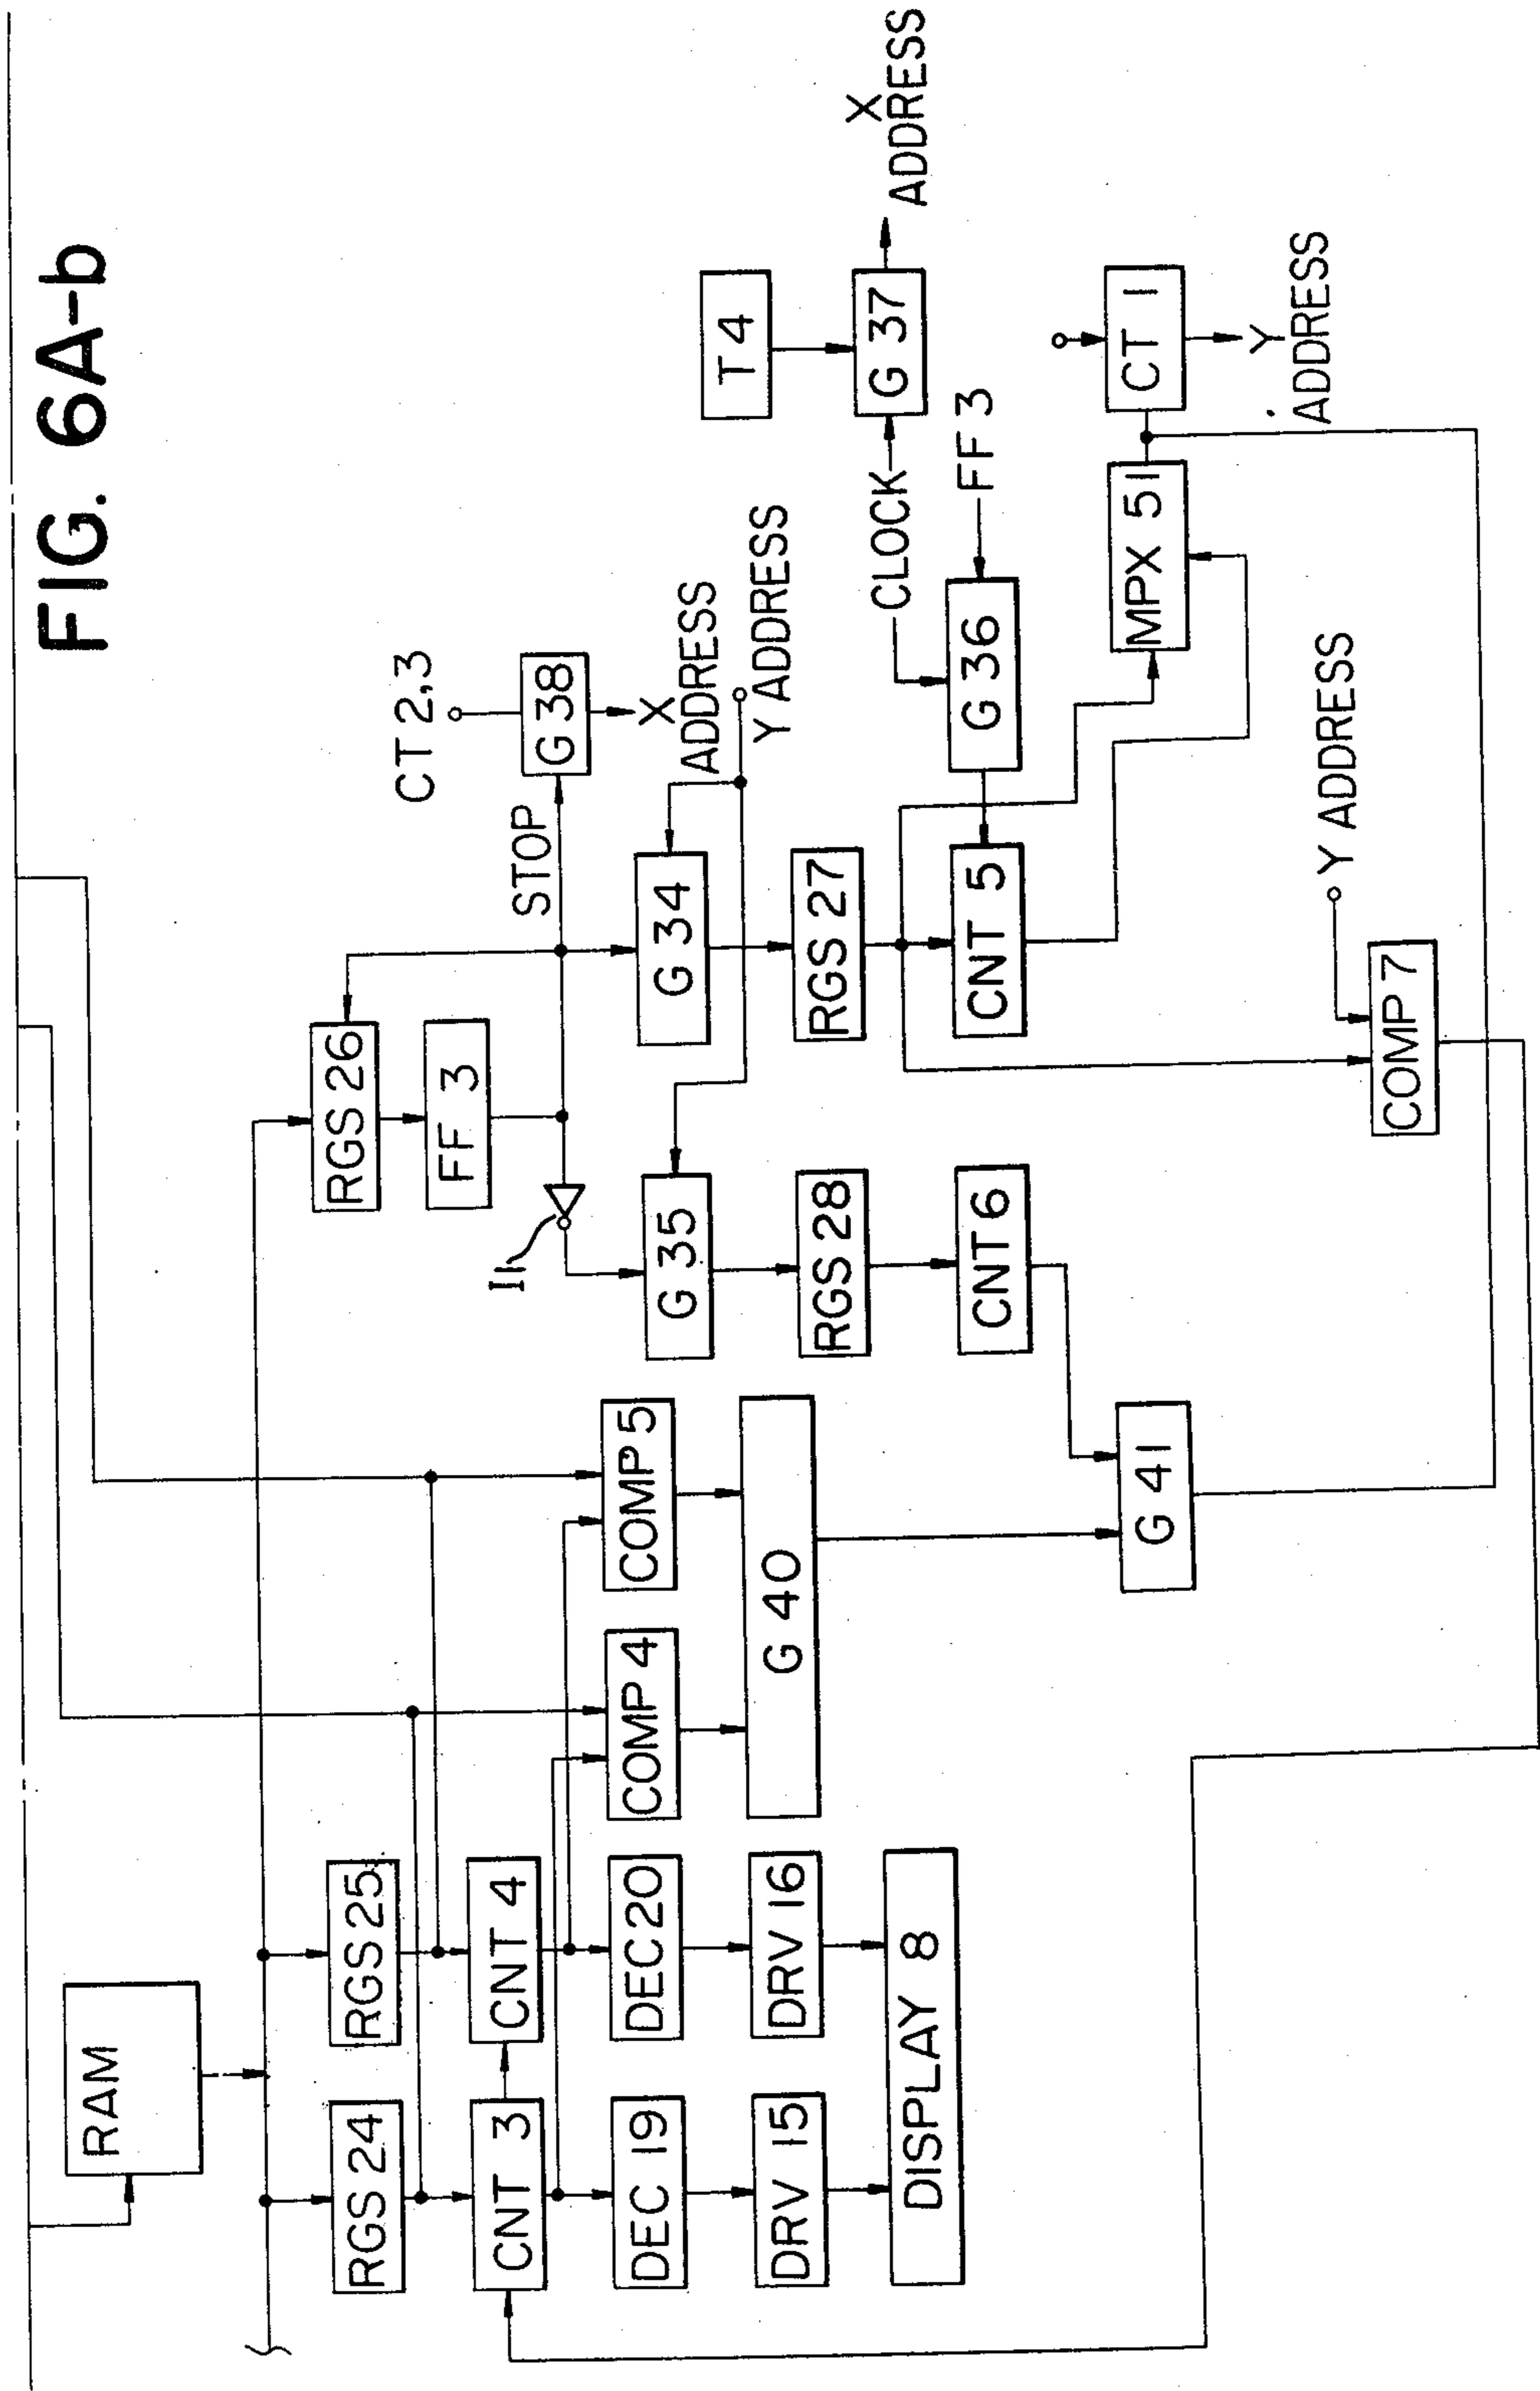 FIG. 6A-b
RAM
RGS 24
RGS 25
RGS 26
CT 2,3
CNT 3
CNT 4
FF 3
STOP
G 38
X
ADDRESS
I1
DEC 19
DEC 20
COMP 4
COMP 5
G 35
G 34
Y ADDRESS
T 4
DRV 15
DRV 16
G 40
RGS 28
RGS 27
CLOCK
G 37
X
ADDRESS
DISPLAY 8
CNT 6
CNT 5
G 36
FF 3
G 41
MPX 51
CT 1
Y
ADDRESS
COMP 7
Y ADDRESS